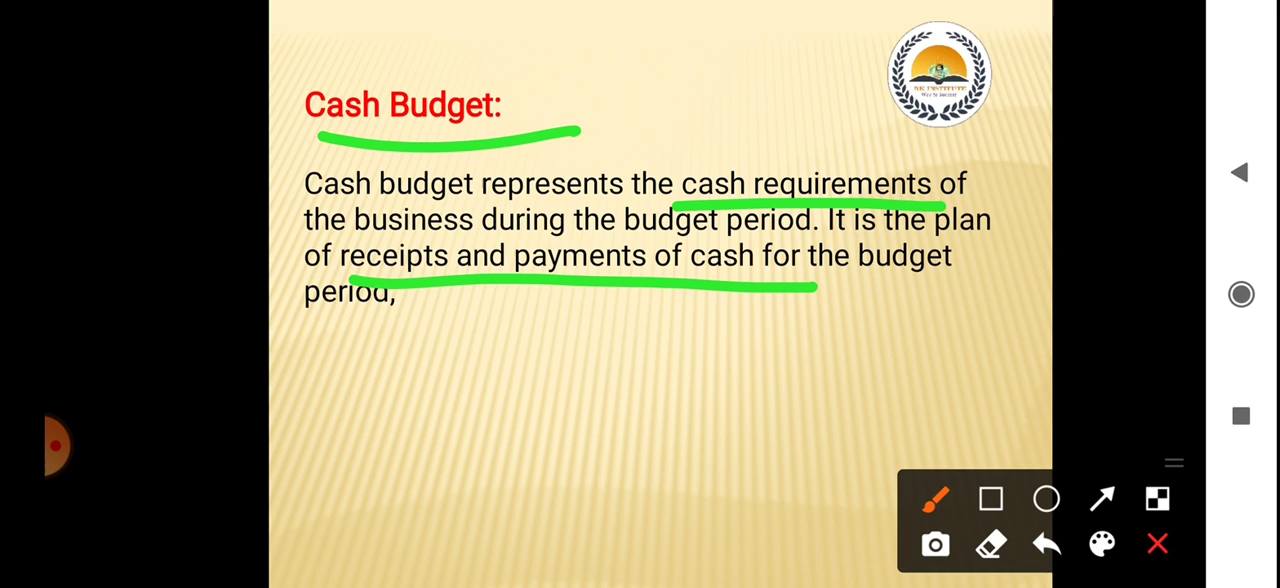 Cash Budget:
Cash budget represents the cash requirements of
the business during the budget period. It is the plan
of receipts and payments of cash for the budget
period,